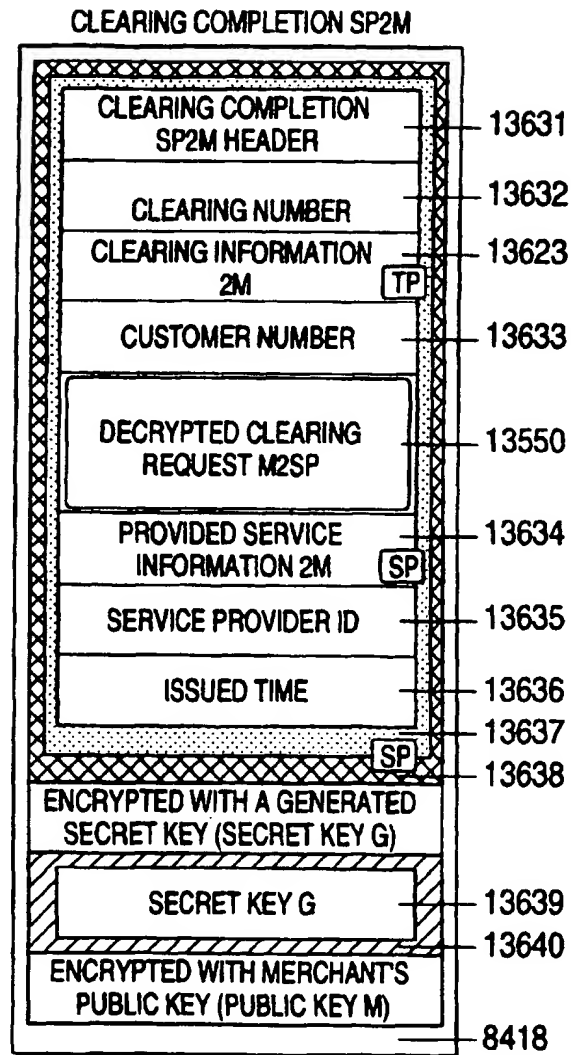 CLEARING COMPLETION SP2M
CLEARING COMPLETION
SP2M HEADER
13631
CLEARING NUMBER
13632
CLEARING INFORMATION
2M
TP
13623
CUSTOMER NUMBER
13633
DECRYPTED CLEARING
REQUEST M2SP
13550
PROVIDED SERVICE
INFORMATION 2M
SP
13634
SERVICE PROVIDER ID
13635
ISSUED TIME
13636
13637
SP
13638
ENCRYPTED WITH A GENERATED
SECRET KEY (SECRET KEY G)
SECRET KEY G
13639
13640
ENCRYPTED WITH MERCHANT'S
PUBLIC KEY (PUBLIC KEY M)
8418